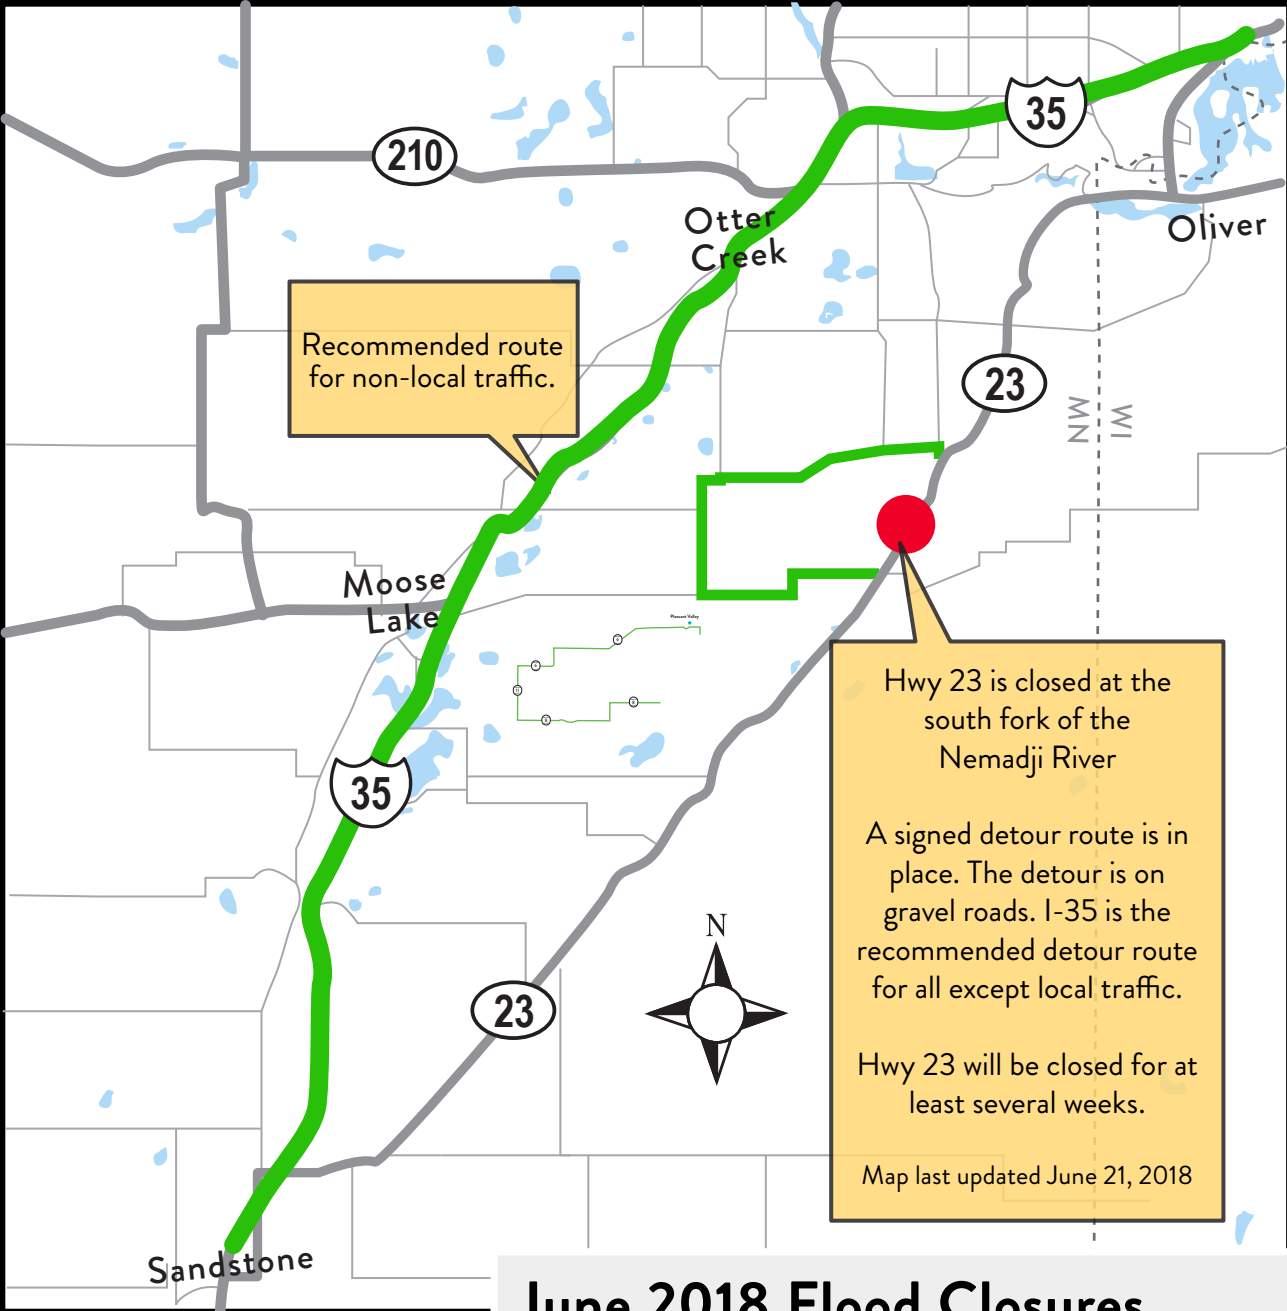 35
210
Otter
Creek
Oliver
Recommended route
for non-local traffic.
23
MN
WI
Moose
Lake
Pleasant Valley
Hwy 23 is closed at the
south fork of the
Nemadji River
A signed detour route is in
place. The detour is on
gravel roads. I-35 is the
recommended detour route
for all except local traffic.
Hwy 23 will be closed for at
least several weeks.
Map last updated June 21, 2018
35
N
23
Sandstone
June 2018 Flood Closures